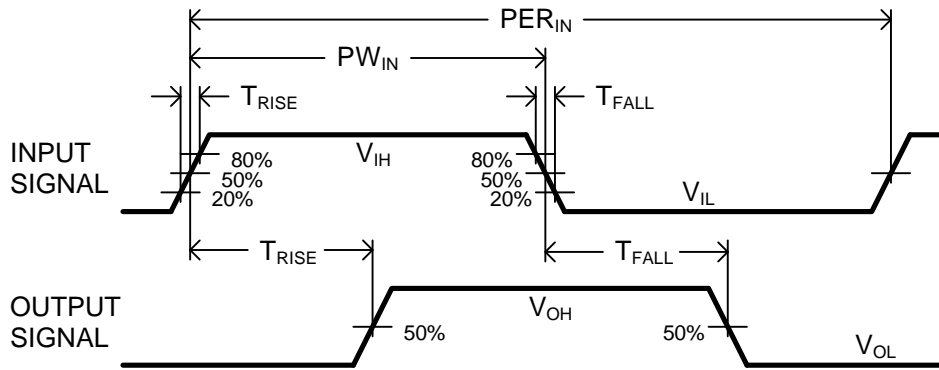 PER_IN
PW_IN
T_RISE
T_FALL
INPUT
SIGNAL
V_IH
80%
50%
20%
80%
50%
20%
V_IL
T_RISE
T_FALL
OUTPUT
SIGNAL
V_OH
50%
50%
V_OL